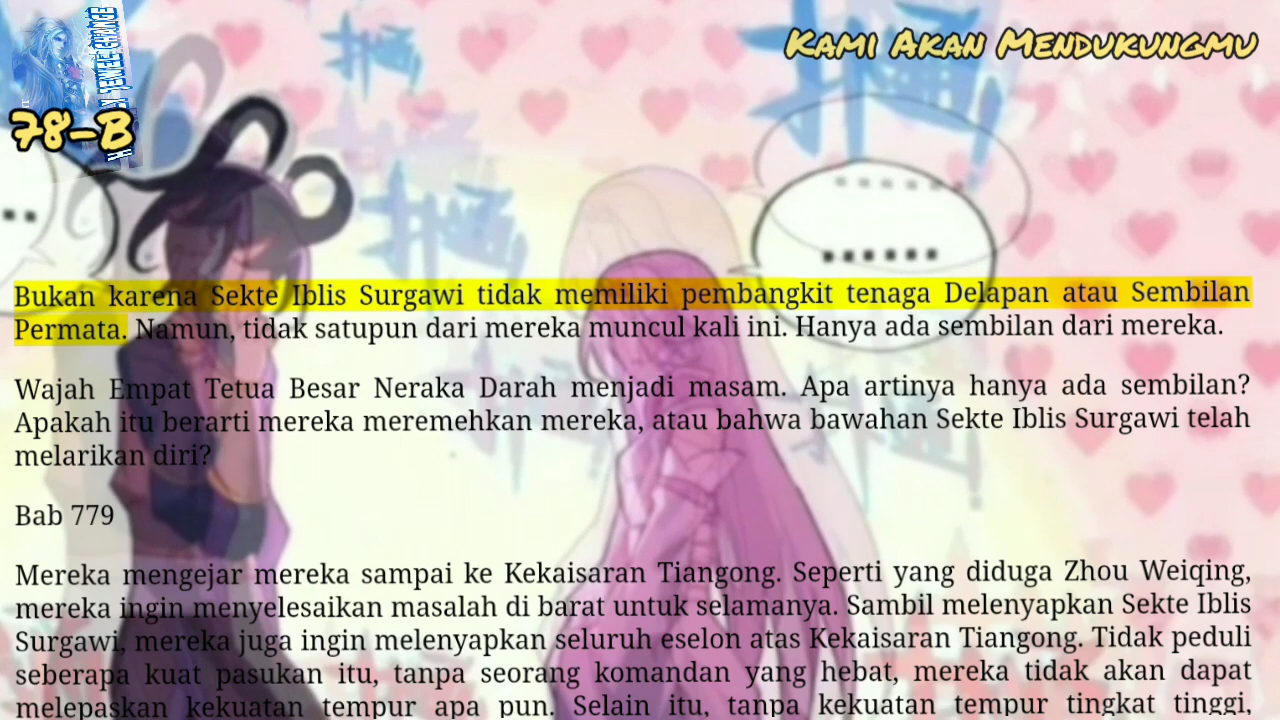 Kami Akan Mendukungmu
78-B
Bukan karena Sekte Iblis Surgawi tidak memiliki pembangkit tenaga Delapan atau Sembilan
Permata. Namun, tidak satupun dari mereka muncul kali ini. Hanya ada sembilan dari mereka.
Wajah Empat Tetua Besar Neraka Darah menjadi masam. Apa artinya hanya ada sembilan?
Apakah itu berarti mereka meremehkan mereka, atau bahwa bawahan Sekte Iblis Surgawi telah
melarikan diri?
Bab 779
Mereka mengejar mereka sampai ke Kekaisaran Tiangong. Seperti yang diduga Zhou Weiqing,
mereka ingin menyelesaikan masalah di barat untuk selamanya. Sambil melenyapkan Sekte Iblis
Surgawi, mereka juga ingin melenyapkan seluruh eselon atas Kekaisaran Tiangong. Tidak peduli
seberapa kuat pasukan itu, tanpa seorang komandan yang hebat, mereka tidak akan dapat
melepaskan kekuatan tempur apa pun. Selain itu, tanpa kekuatan tempur tingkat tinggi,